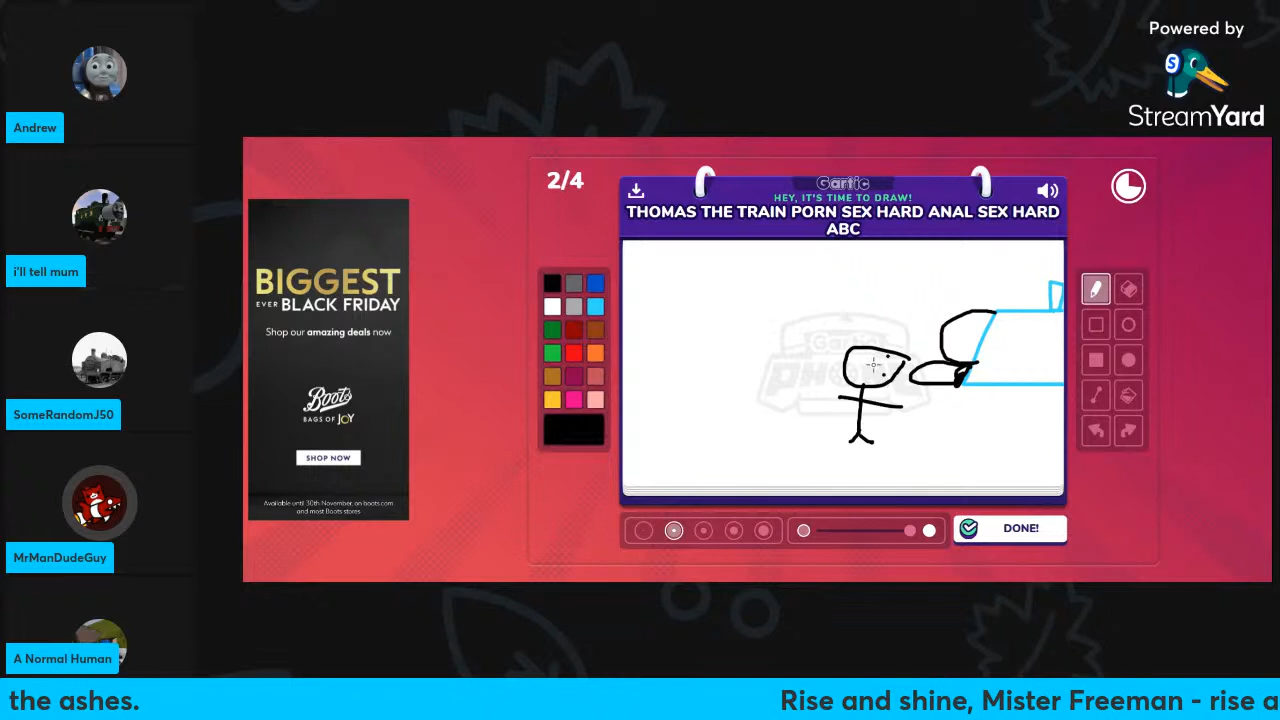 Powered by
StreamYard
Andrew
i'll tell mum
SomeRandomJ50
MrManDudeGuy
A Normal Human
BIGGEST
EVER BLACK FRIDAY
Shop our amazing deals now
Boots
BAGS OF JOY
SHOP NOW
Available until 30th November, on boots.com
and most Boots stores
2/4
Gartic
HEY, IT'S TIME TO DRAW!
THOMAS THE TRAIN PORN SEX HARD ANAL SEX HARD
ABC
Gartic
PHONE
DONE!
the ashes.
Rise and shine, Mister Freeman - rise a